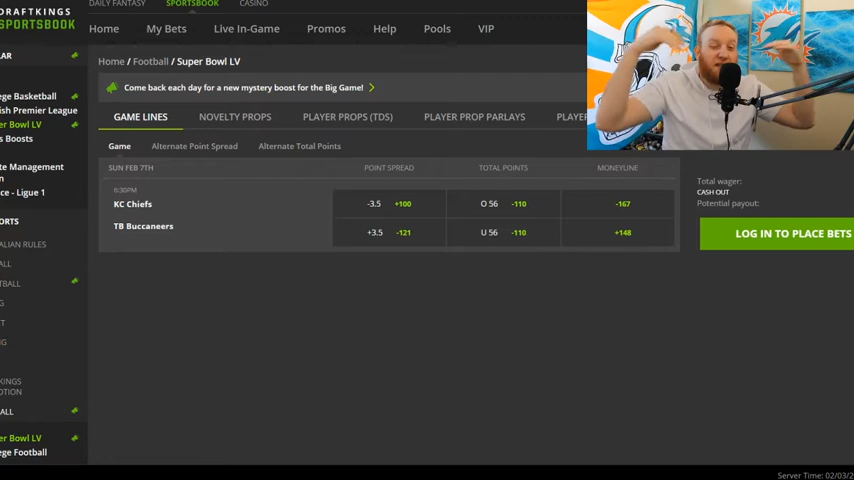 DAILY FANTASY SPORTSBOOK CASINO
DRAFTKINGS
SPORTSBOOK
Home My Bets Live In-Game Promos Help Pools VIP
Home / Football / Super Bowl LV
Come back each day for a new mystery boost for the Big Game!
GAME LINES NOVELTY PROPS PLAYER PROPS (TDS) PLAYER PROP PARLAYS PLAYER
Game Alternate Point Spread Alternate Total Points
SUN FEB 7TH POINT SPREAD TOTAL POINTS MONEYLINE
6:30PM
KC Chiefs -3.5 +100 O 56 -110 -167
TB Buccaneers +3.5 -121 U 56 -110 +148
Total wager:
CASH OUT
Potential payout:
LOG IN TO PLACE BETS
AR
ege Basketball
ish Premier League
er Bowl LV
s Boosts
te Management
n
ce - Ligue 1
ORTS
ALIAN RULES
ALL
TBALL
G
T
NG
KINGS
OTION
ALL
er Bowl LV
ege Football
Server Time: 02/03/2